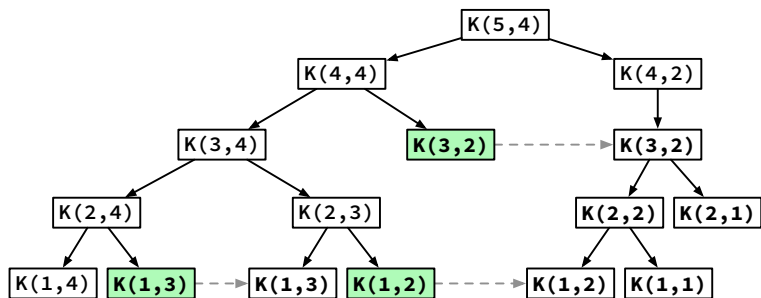 K(5,4)
K(4,4) K(4,2)
K(3,4) K(3,2) K(3,2)
K(2,4) K(2,3) K(2,2) K(2,1)
K(1,4) K(1,3) K(1,3) K(1,2) K(1,2) K(1,1)